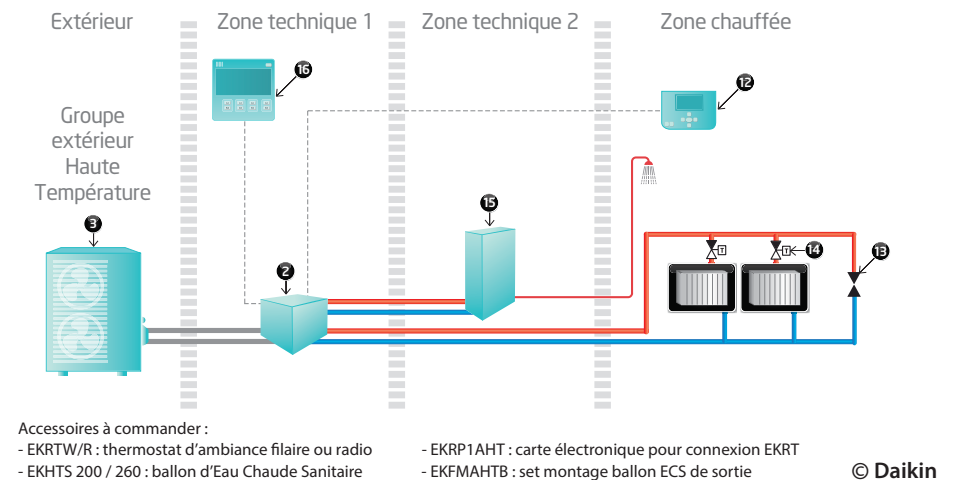 Extérieur
Zone technique 1
Zone technique 2
Zone chauffée
16
12
Groupe
extérieur
Haute
Température
3
15
2
T
T
14
13
Accessoires à commander :
- EKRTW/R : thermostat d’ambiance filaire ou radio
- EKHTS 200 / 260 : ballon d’Eau Chaude Sanitaire
- EKRP1AHT : carte électronique pour connexion EKRT
- EKFMAHTB : set montage ballon ECS de sortie
© Daikin